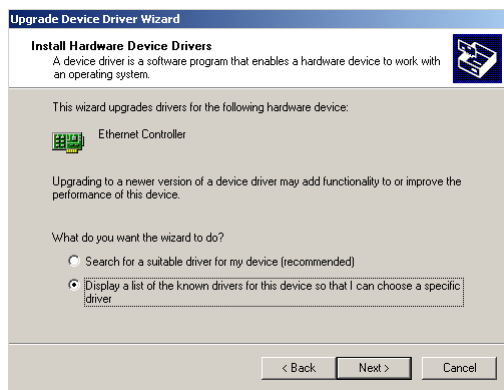 Upgrade Device Driver Wizard
Install Hardware Device Drivers
A device driver is a software program that enables a hardware device to work with
an operating system.
This wizard upgrades drivers for the following hardware device:
Ethernet Controller
Upgrading to a newer version of a device driver may add functionality to or improve the
performance of this device.
What do you want the wizard to do?
Search for a suitable driver for my device (recommended)
Display a list of the known drivers for this device so that I can choose a specific
driver
< Back Next > Cancel